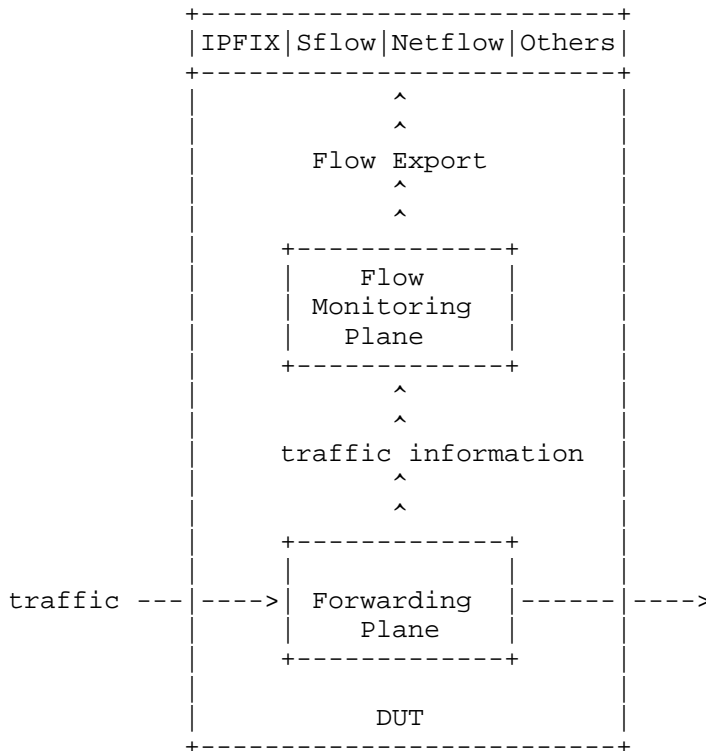 IPFIX|Sflow|Netflow|Others
Flow Export
Flow
Monitoring
Plane
traffic information
traffic
Forwarding
Plane
DUT